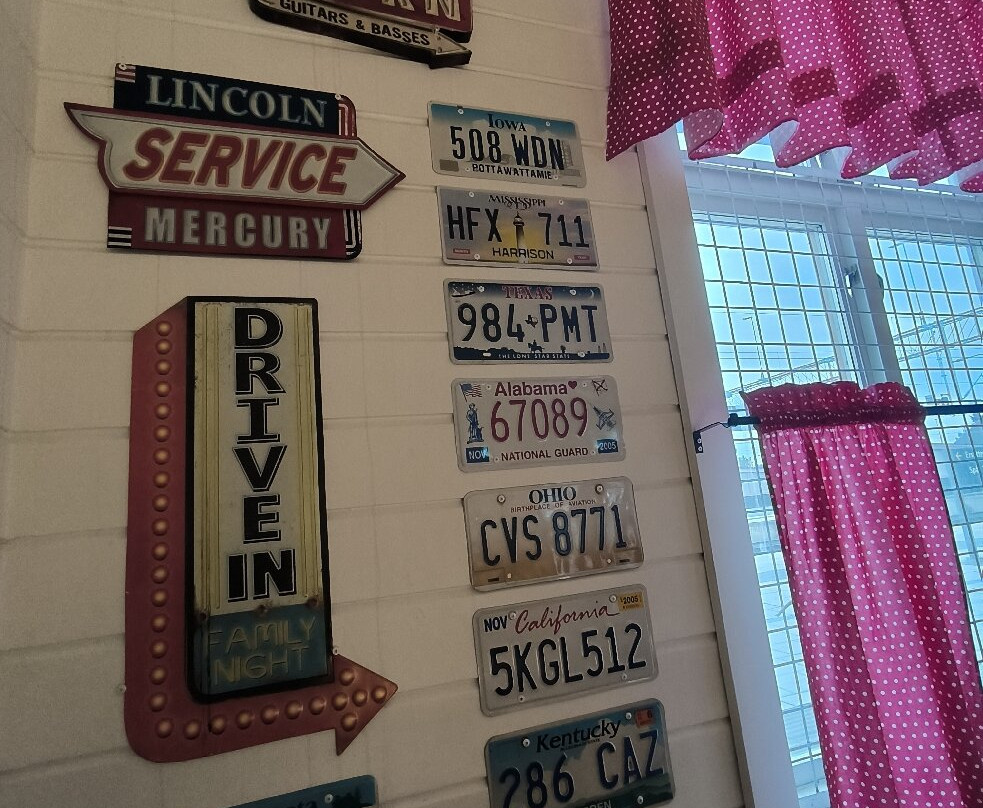 GUITARS & BASSES
LINCOLN
SERVICE
MERCURY
DRIVE IN
FAMILY
NIGHT
IOWA
508 WDN
POTTAWATTAMIE
MISSISSIPPI
HFX 711
HARRISON
TEXAS
984 PMT
THE LONE STAR STATE
Alabama
67089
NOV NATIONAL GUARD 2005
OHIO
BIRTHPLACE OF AVIATION
CVS 8771
NOV California 2005
5KGL512
Kentucky
286 CAZ